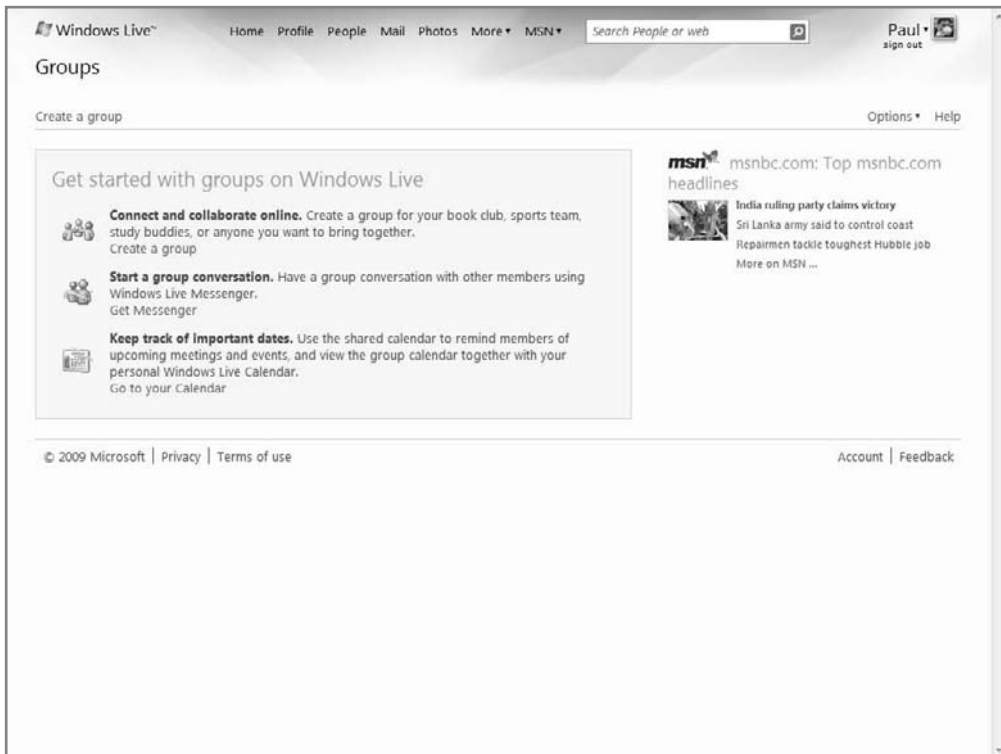 Windows Live™ Home Profile People Mail Photos More MSN Search People or web Paul
sign out
Groups
Create a group Options Help
Get started with groups on Windows Live
Connect and collaborate online. Create a group for your book club, sports team,
study buddies, or anyone you want to bring together.
Create a group
Start a group conversation. Have a group conversation with other members using
Windows Live Messenger.
Get Messenger
Keep track of important dates. Use the shared calendar to remind members of
upcoming meetings and events, and view the group calendar together with your
personal Windows Live Calendar.
Go to your Calendar
msn msnbc.com: Top msnbc.com
headlines
India ruling party claims victory
Sri Lanka army said to control coast
Repairmen tackle toughest Hubble job
More on MSN ...
© 2009 Microsoft | Privacy | Terms of use Account | Feedback